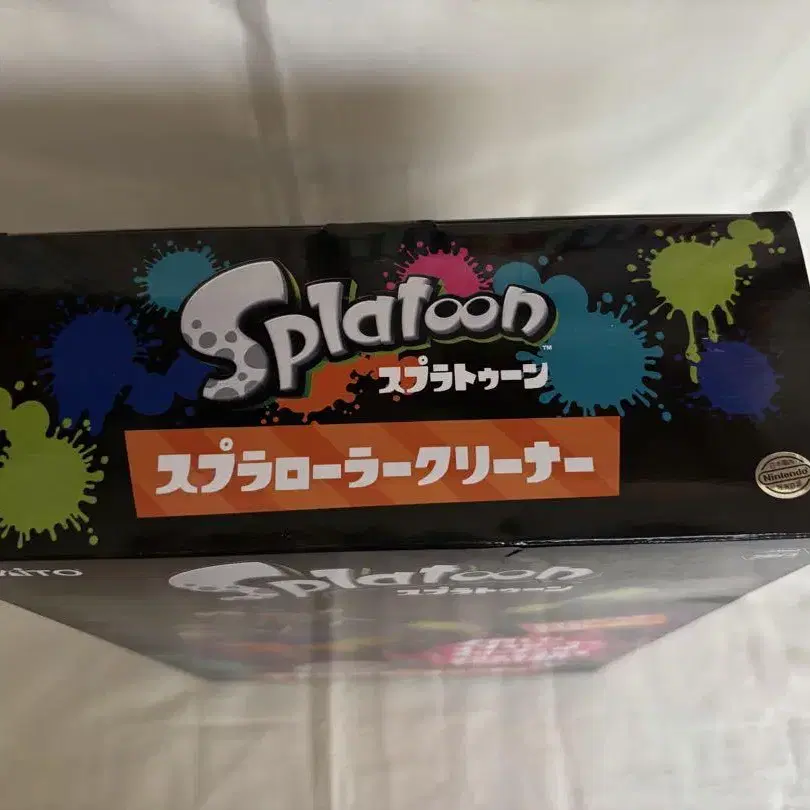 Splatoon
TM
スプラトゥーン
スプラローラークリーナー
Nintendo
Splatoon
スプラトゥーン